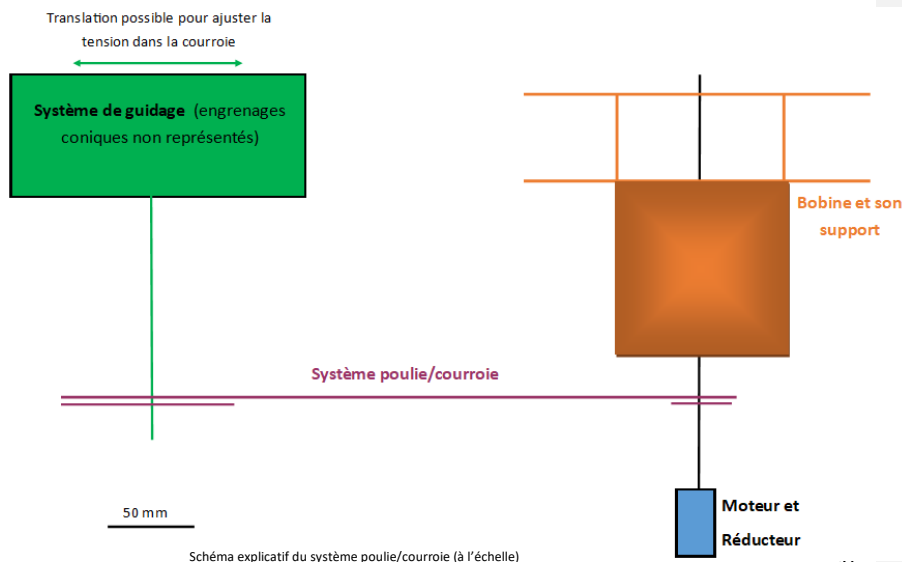 Translation possible pour ajuster la
tension dans la courroie
Système de guidage (engrenages
coniques non représentés)
Bobine et son
support
Système poulie/courroie
50 mm
Moteur et
Réducteur
Schéma explicatif du système poulie/courroie (à l’échelle)